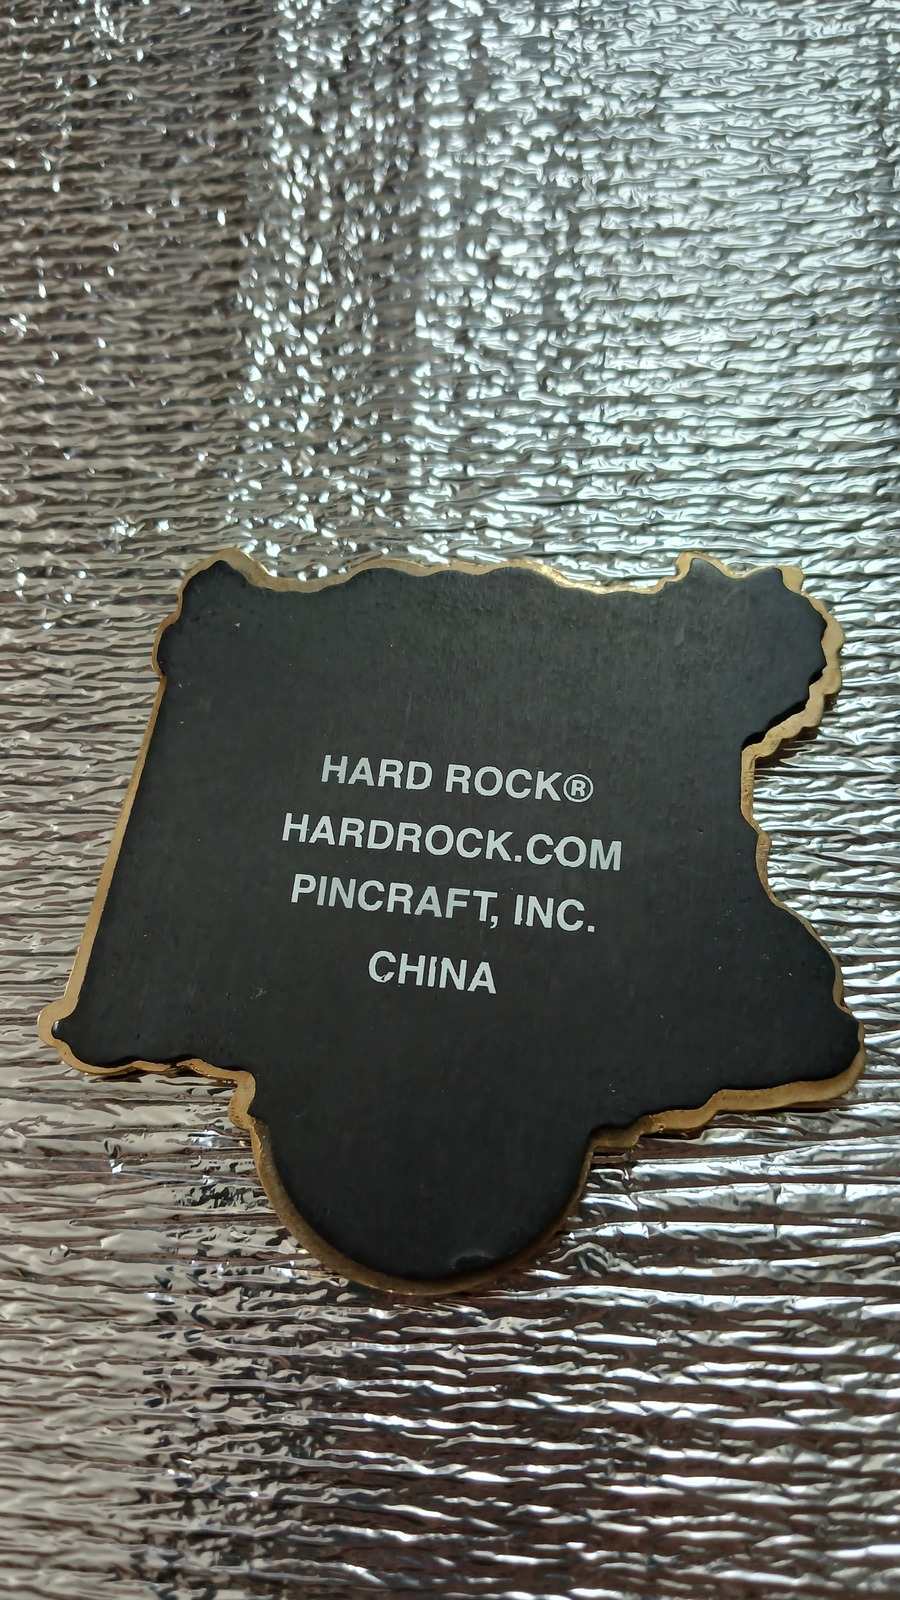 HARD ROCK®
HARDROCK.COM
PINCRAFT, INC.
CHINA